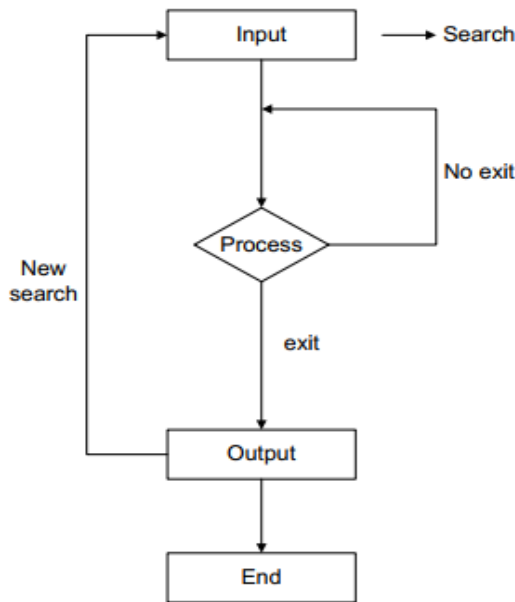 Input
Search
No exit
Process
New
search
exit
Output
End